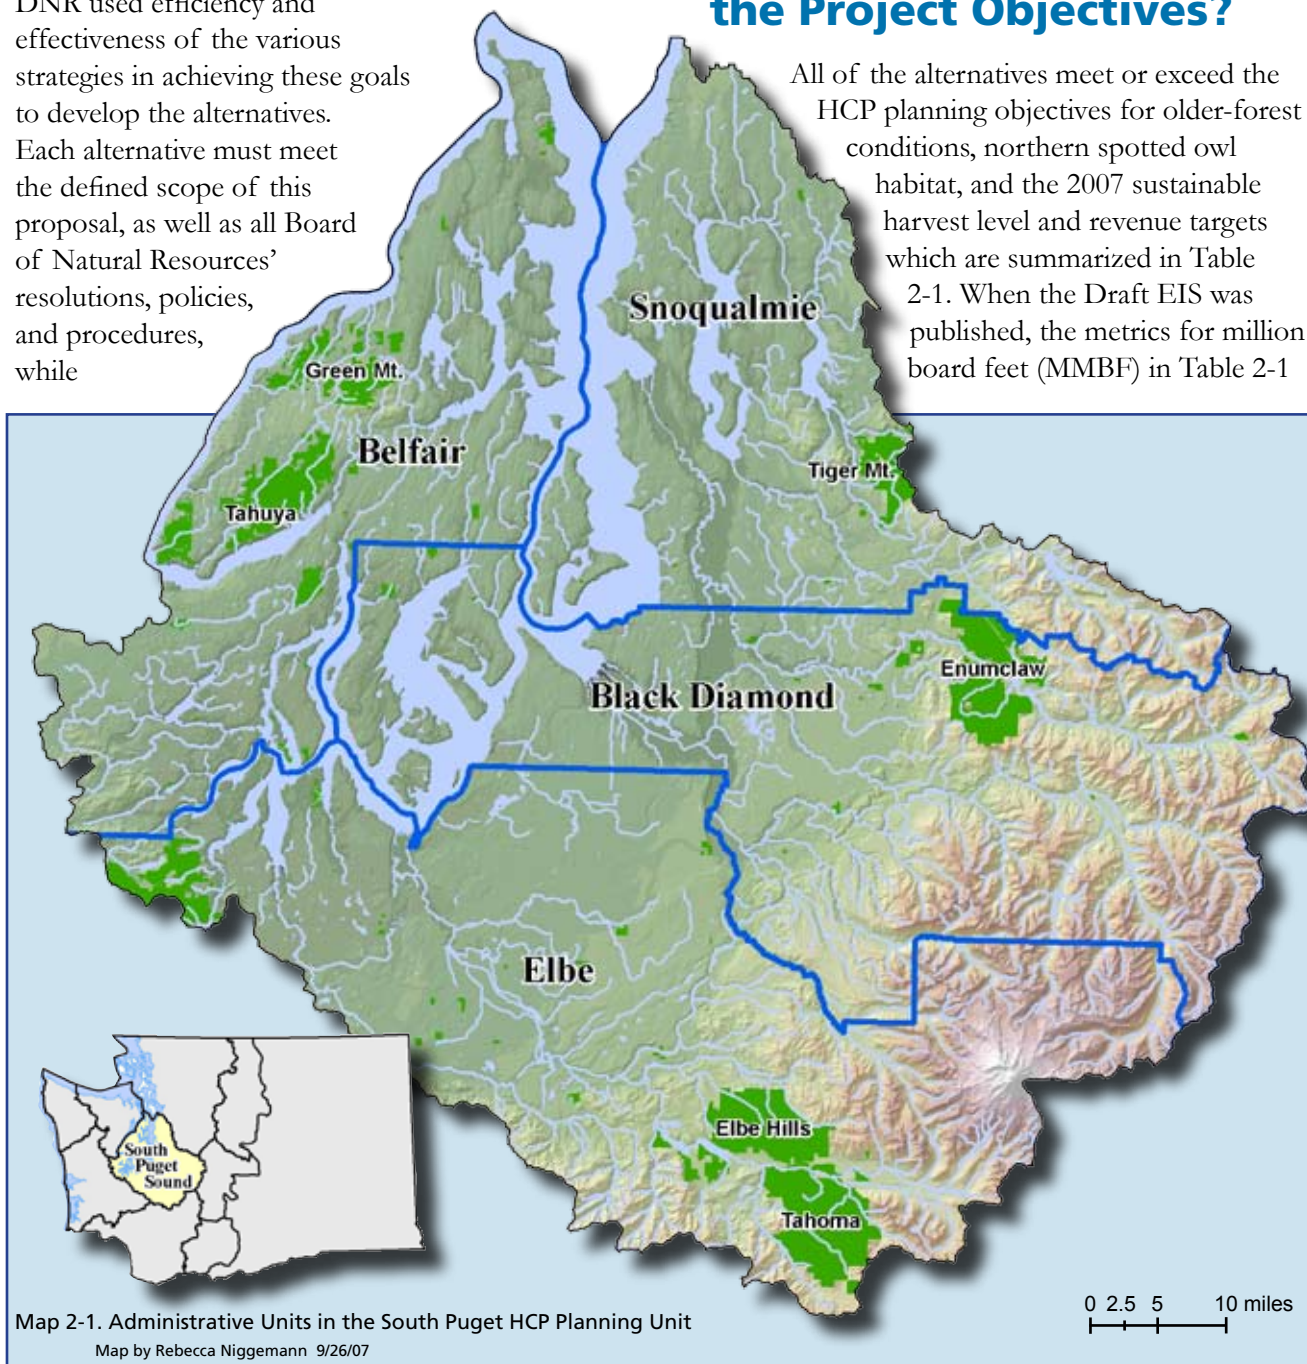 DNR used efficiency and
effectiveness of the various
strategies in achieving these goals
to develop the alternatives.
Each alternative must meet
the defined scope of this
proposal, as well as all Board
of Natural Resources'
resolutions, policies,
and procedures,
while
the Project Objectives?
All of the alternatives meet or exceed the
HCP planning objectives for older-forest
conditions, northern spotted owl
habitat, and the 2007 sustainable
harvest level and revenue targets
which are summarized in Table
2-1. When the Draft EIS was
published, the metrics for million
board feet (MMBF) in Table 2-1
Snoqualmie
Green Mt.
Belfair
Tiger Mt.
Tahuya
Enumclaw
Black Diamond
Elbe
Elbe Hills
Tahoma
South
Puget
Sound
0 2.5 5 10 miles
Map 2-1. Administrative Units in the South Puget HCP Planning Unit
Map by Rebecca Niggemann 9/26/07